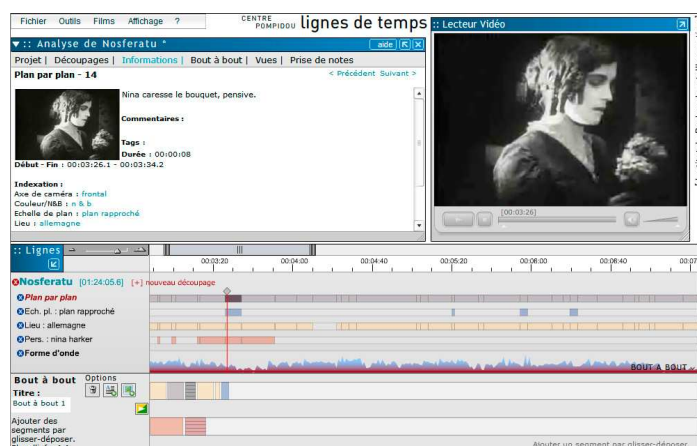 Fichier Outils Films Affichage ?
CENTRE POMPIDOU lignes de temps
:: Lecteur Vidéo
:: Analyse de Nosferatu *
aide
Projet | Découpages | Informations | Bout à bout | Vues | Prise de notes
Plan par plan - 14
< Précédent Suivant >
Nina caresse le bouquet, pensive.
Commentaires :
Tags :
Durée : 00:00:08
Début - Fin : 00:03:26.1 - 00:03:34.2
Indexation :
Axe de caméra : frontal
Couleur/N&B : n & b
Echelle de plan : plan rapproché
Lieu : allemagne
[00:03:26]
:: Lignes
00:03:20 00:04:00 00:04:40 00:05:20 00:06:00 00:06:40 00:07
Nosferatu [01:24:05.6] [+] nouveau découpage
Plan par plan
Ech. pl. : plan rapproché
Lieu : allemagne
Pers. : nina harker
Forme d'onde
BOUT A BOUT
Bout à bout Options
Titre :
Bout à bout 1
Ajouter des
segments par
glisser-déposer.
Ajouter un segment par glisser-déposer